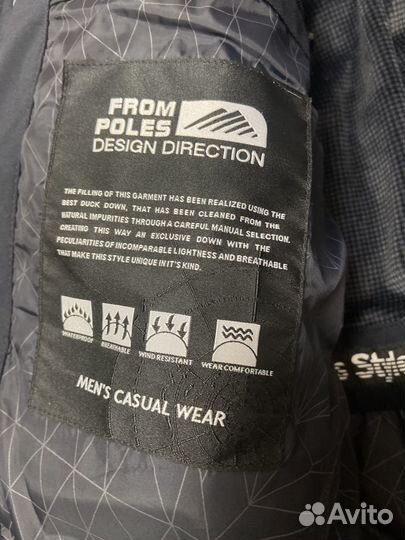 FROM
POLES
DESIGN DIRECTION
THE FILLING OF THIS GARMENT HAS BEEN REALIZED USING THE
BEST DUCK DOWN, THAT HAS BEEN CLEANED FROM THE
NATURAL IMPURITIES THROUGH A CAREFUL MANUAL SELECTION.
CREATING THIS WAY AN EXCLUSIVE DOWN WITH THE
PECULIARITIES OF INCOMPARABLE LIGHTNESS AND BREATHABLE
THAT MAKE THIS STYLE UNIQUE IN IT'S KIND.
WATERPROOF BREATHABLE WIND RESISTANT WEAR COMFORTABLE
MEN'S CASUAL WEAR
s Style
Avito